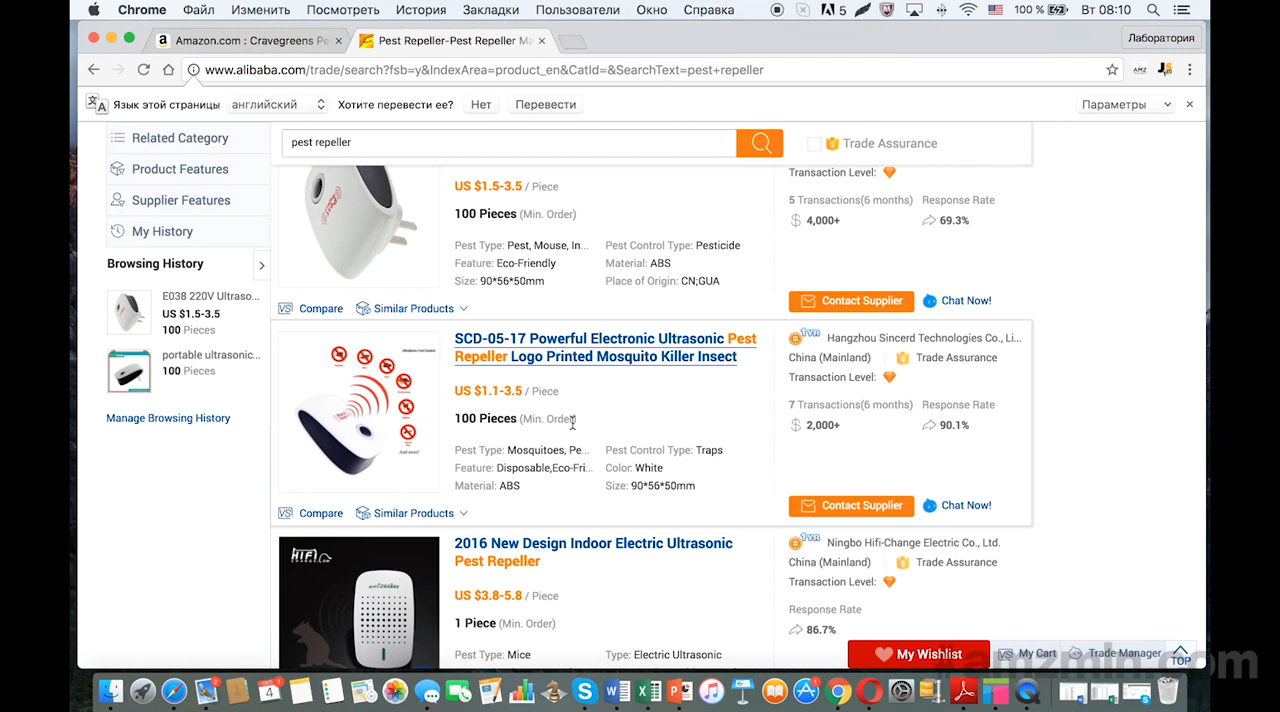 Chrome Файл Изменить Посмотреть История Закладки Пользователи Окно Справка 5 100 % Вт 08:10
Amazon.com : Cravegreens Pe
Pest Repeller-Pest Repeller Ma
Лаборатория
www.alibaba.com/trade/search?fsb=y&IndexArea=product_en&CatId=&SearchText=pest+repeller
Язык этой страницы английский Хотите перевести ее? Нет Перевести Параметры
Related Category
Product Features
Supplier Features
My History
Browsing History
E038 220V Ultraso...
US $1.5-3.5
100 Pieces
portable ultrasonic...
100 Pieces
Manage Browsing History
pest repeller
Trade Assurance
US $1.5-3.5 / Piece
100 Pieces (Min. Order)
Pest Type: Pest, Mouse, In... Pest Control Type: Pesticide
Feature: Eco-Friendly Material: ABS
Size: 90*56*50mm Place of Origin: CN;GUA
Transaction Level:
5 Transactions(6 months) Response Rate
4,000+ 69.3%
Compare Similar Products
Contact Supplier Chat Now!
SCD-05-17 Powerful Electronic Ultrasonic Pest
Repeller Logo Printed Mosquito Killer Insect
US $1.1-3.5 / Piece
100 Pieces (Min. Order)
Pest Type: Mosquitoes, Pe... Pest Control Type: Traps
Feature: Disposable,Eco-Fri... Color: White
Material: ABS Size: 90*56*50mm
And more!
1YR Hangzhou Sincerd Technologies Co., Li...
China (Mainland) Trade Assurance
Transaction Level:
7 Transactions(6 months) Response Rate
2,000+ 90.1%
VS Compare Similar Products
Contact Supplier Chat Now!
HIFI
2016 New Design Indoor Electric Ultrasonic
Pest Repeller
US $3.8-5.8 / Piece
1 Piece (Min. Order)
Pest Type: Mice Type: Electric Ultrasonic
1YR Ningbo Hifi-Change Electric Co., Ltd.
China (Mainland) Trade Assurance
Transaction Level:
Response Rate
86.7%
My Wishlist VS My Cart Trade Manager TOP